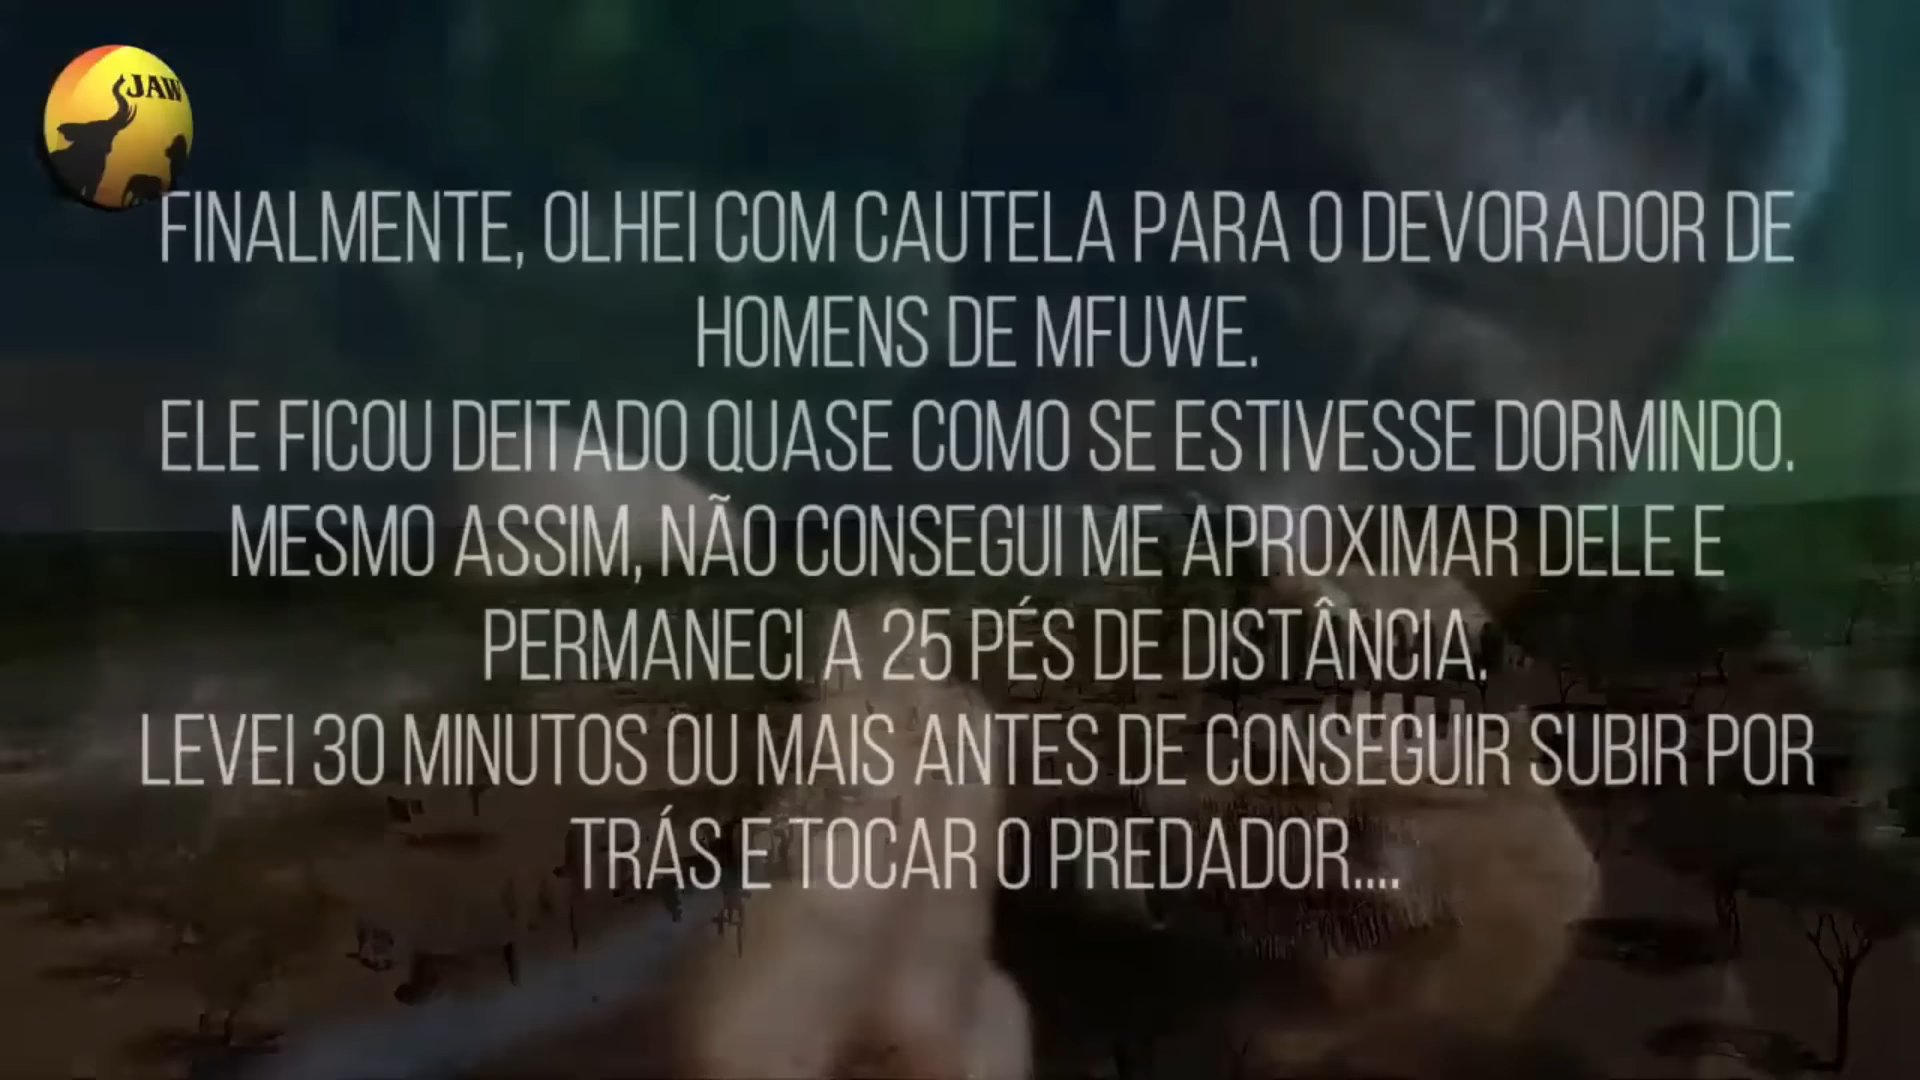 JAW
FINALMENTE, OLHEI COM CAUTELA PARA O DEVORADOR DE
HOMENS DE MFUWE.
ELE FICOU DEITADO QUASE COMO SE ESTIVESSE DORMINDO.
MESMO ASSIM, NÃO CONSEGUI ME APROXIMAR DELE E
PERMANECI A 25 PÉS DE DISTÂNCIA.
LEVEI 30 MINUTOS OU MAIS ANTES DE CONSEGUIR SUBIR POR
TRÁS E TOCAR O PREDADOR....